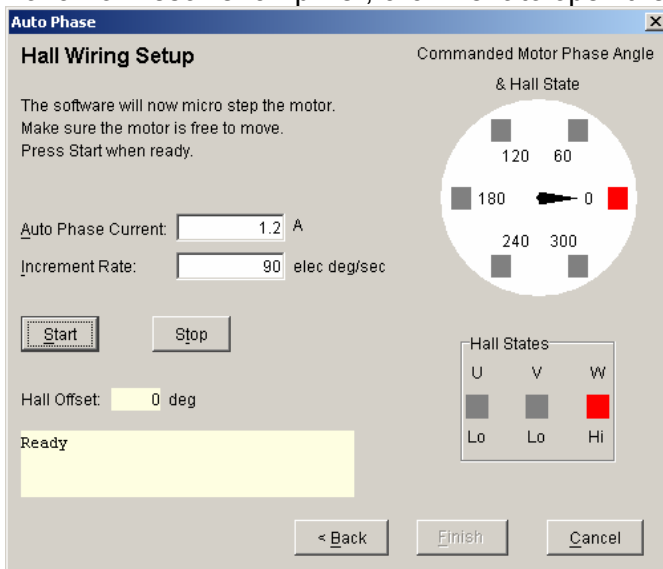 Auto Phase
Hall Wiring Setup
Commanded Motor Phase Angle
& Hall State
The software will now micro step the motor.
Make sure the motor is free to move.
Press Start when ready.
120 60
180 0
240 300
Auto Phase Current: 1.2 A
Increment Rate: 90 elec deg/sec
Start Stop
Hall States
U V W
Lo Lo Hi
Hall Offset: 0 deg
Ready
< Back Finish Cancel